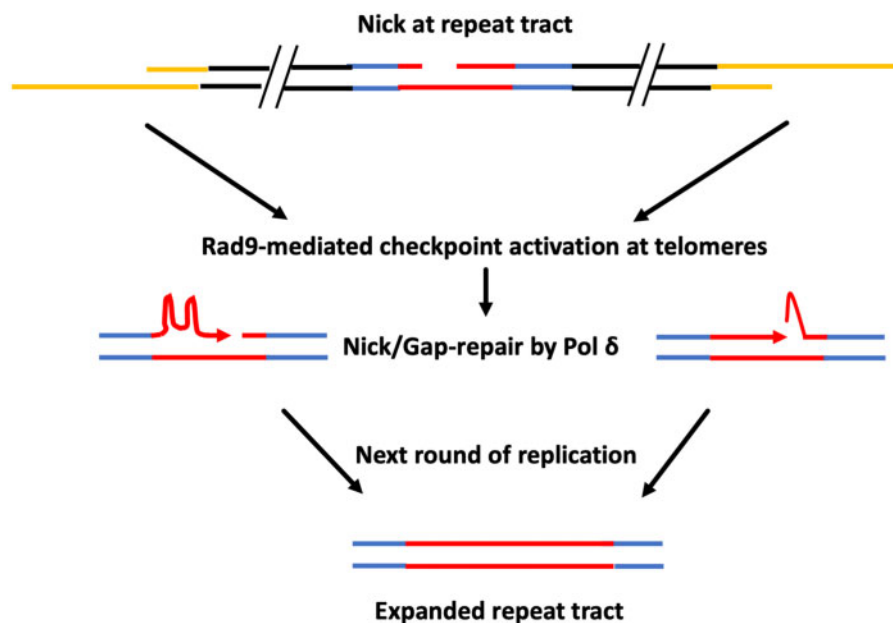 Nick at repeat tract
Rad9-mediated checkpoint activation at telomeres
Nick/Gap-repair by Pol δ
Next round of replication
Expanded repeat tract